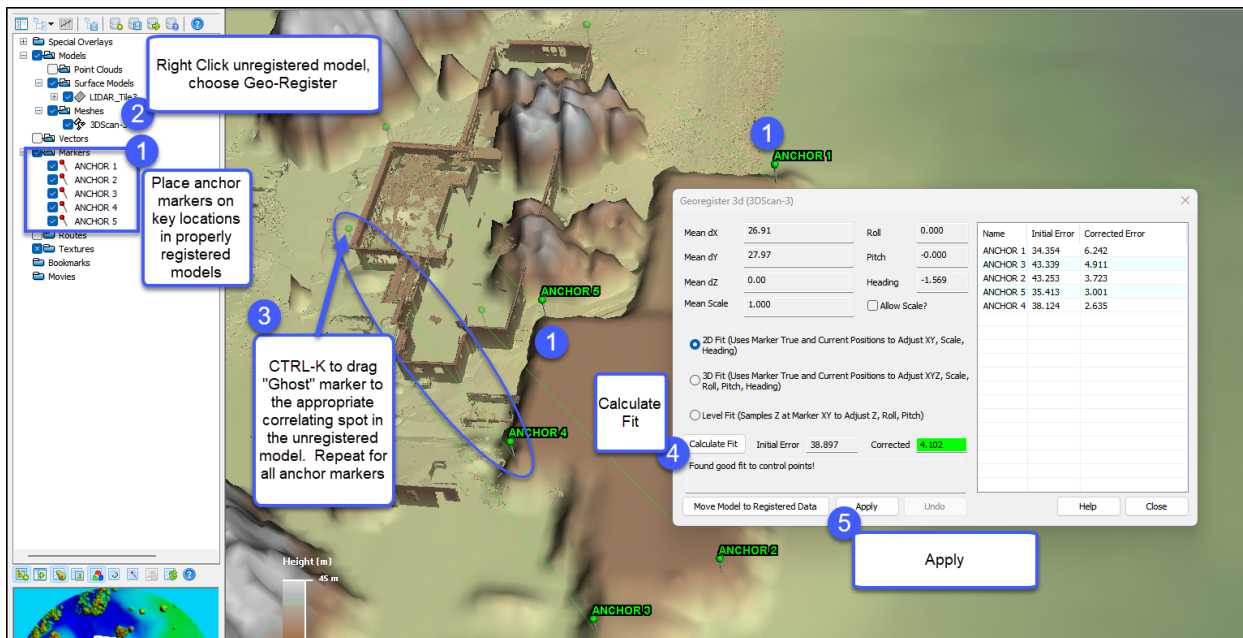 Special Overlays
Models
Point Clouds
Surface Models
LIDAR_Tile3
Meshes
3DScan-3
Vectors
Markers
ANCHOR 1
ANCHOR 2
ANCHOR 3
ANCHOR 4
ANCHOR 5
Routes
Textures
Bookmarks
Movies
2
Right Click unregistered model,
choose Geo-Register
1
Place anchor
markers on
key locations
in properly
registered
models
3
CTRL-K to drag
"Ghost" marker to
the appropriate
correlating spot in
the unregistered
model. Repeat for
all anchor markers
1
ANCHOR 1
ANCHOR 5
1
ANCHOR 4
ANCHOR 2
ANCHOR 3
Height (m)
45 m
Georegister 3d (3DScan-3)
Mean dX 26.91 Roll 0.000
Mean dY 27.97 Pitch -0.000
Mean dZ 0.00 Heading -1.569
Mean Scale 1.000 Allow Scale?
2D Fit (Uses Marker True and Current Positions to Adjust XY, Scale,
Heading)
3D Fit (Uses Marker True and Current Positions to Adjust XYZ, Scale,
Roll, Pitch, Heading)
Level Fit (Samples Z at Marker XY to Adjust Z, Roll, Pitch)
Calculate Fit Initial Error 38.897 Corrected 4.102
Found good fit to control points!
Move Model to Registered Data Apply Undo Help Close
Name Initial Error Corrected Error
ANCHOR 1 34.354 6.242
ANCHOR 3 43.339 4.911
ANCHOR 2 43.253 3.723
ANCHOR 5 35.413 3.001
ANCHOR 4 38.124 2.635
Calculate
Fit
4
5
Apply